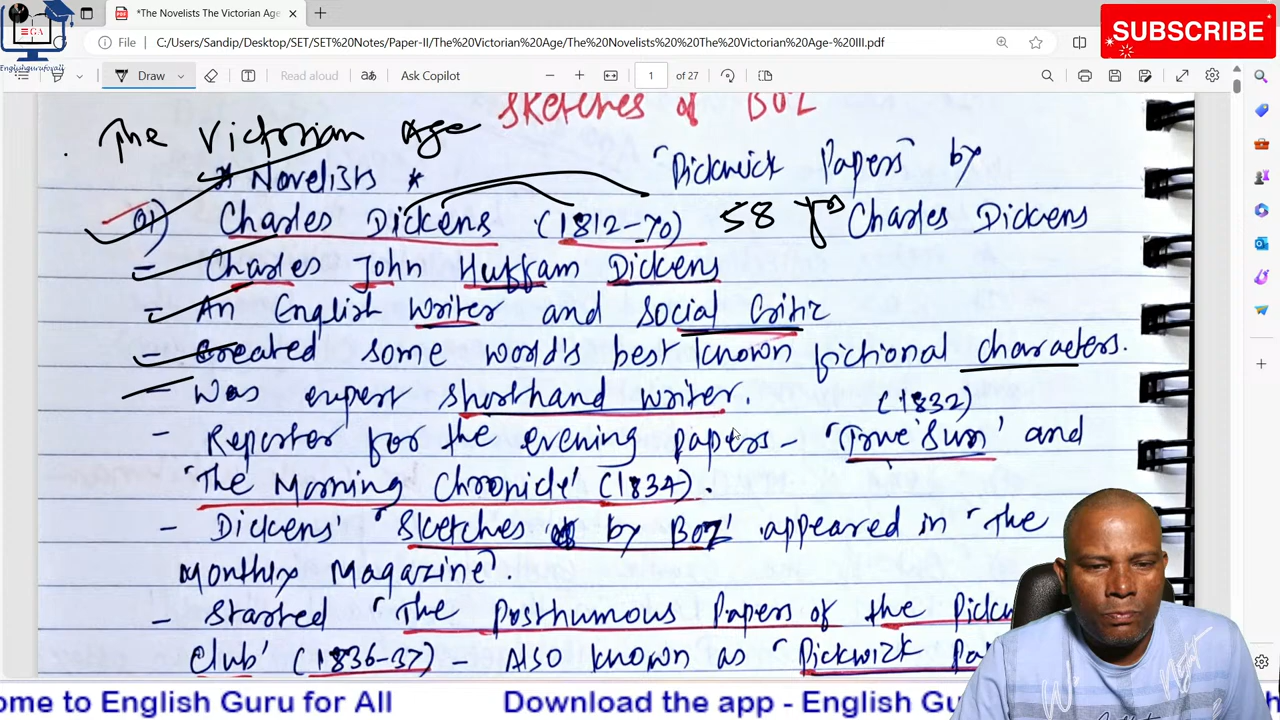 *The Novelists The Victorian Age
File
C:/Users/Sandip/Desktop/SET/SET%20Notes/Paper-II/The%20Victorian%20Age/The%20Novelists%20%20The%20Victorian%20Age-%20III.pdf
SUBSCRIBE
EGA
Englishguruforall
Draw
Read aloud
Ask Copilot
1 of 27
Sketches of BOZ
The Victorian Age
* Novelists *
"Pickwick Papers" by
01) Charles Dickens (1812-70) 58 yrs Charles Dickens
= Charles John Huffam Dickens
= An English Writer and Social Critic
- Created some world's best known fictional characters.
- Was expert shorthand writer.
(1832)
- Reporter for the evening papers - 'True Sun' and
'The Morning Chronicle' (1834).
- Dickens' 'Sketches by Boz' appeared in 'The
Monthly Magazine'.
- Started 'The Posthumous Papers of the Pickw
Club' (1836-37) - Also known as 'Pickwick Pa
ome to English Guru for All
Download the app - English Gu